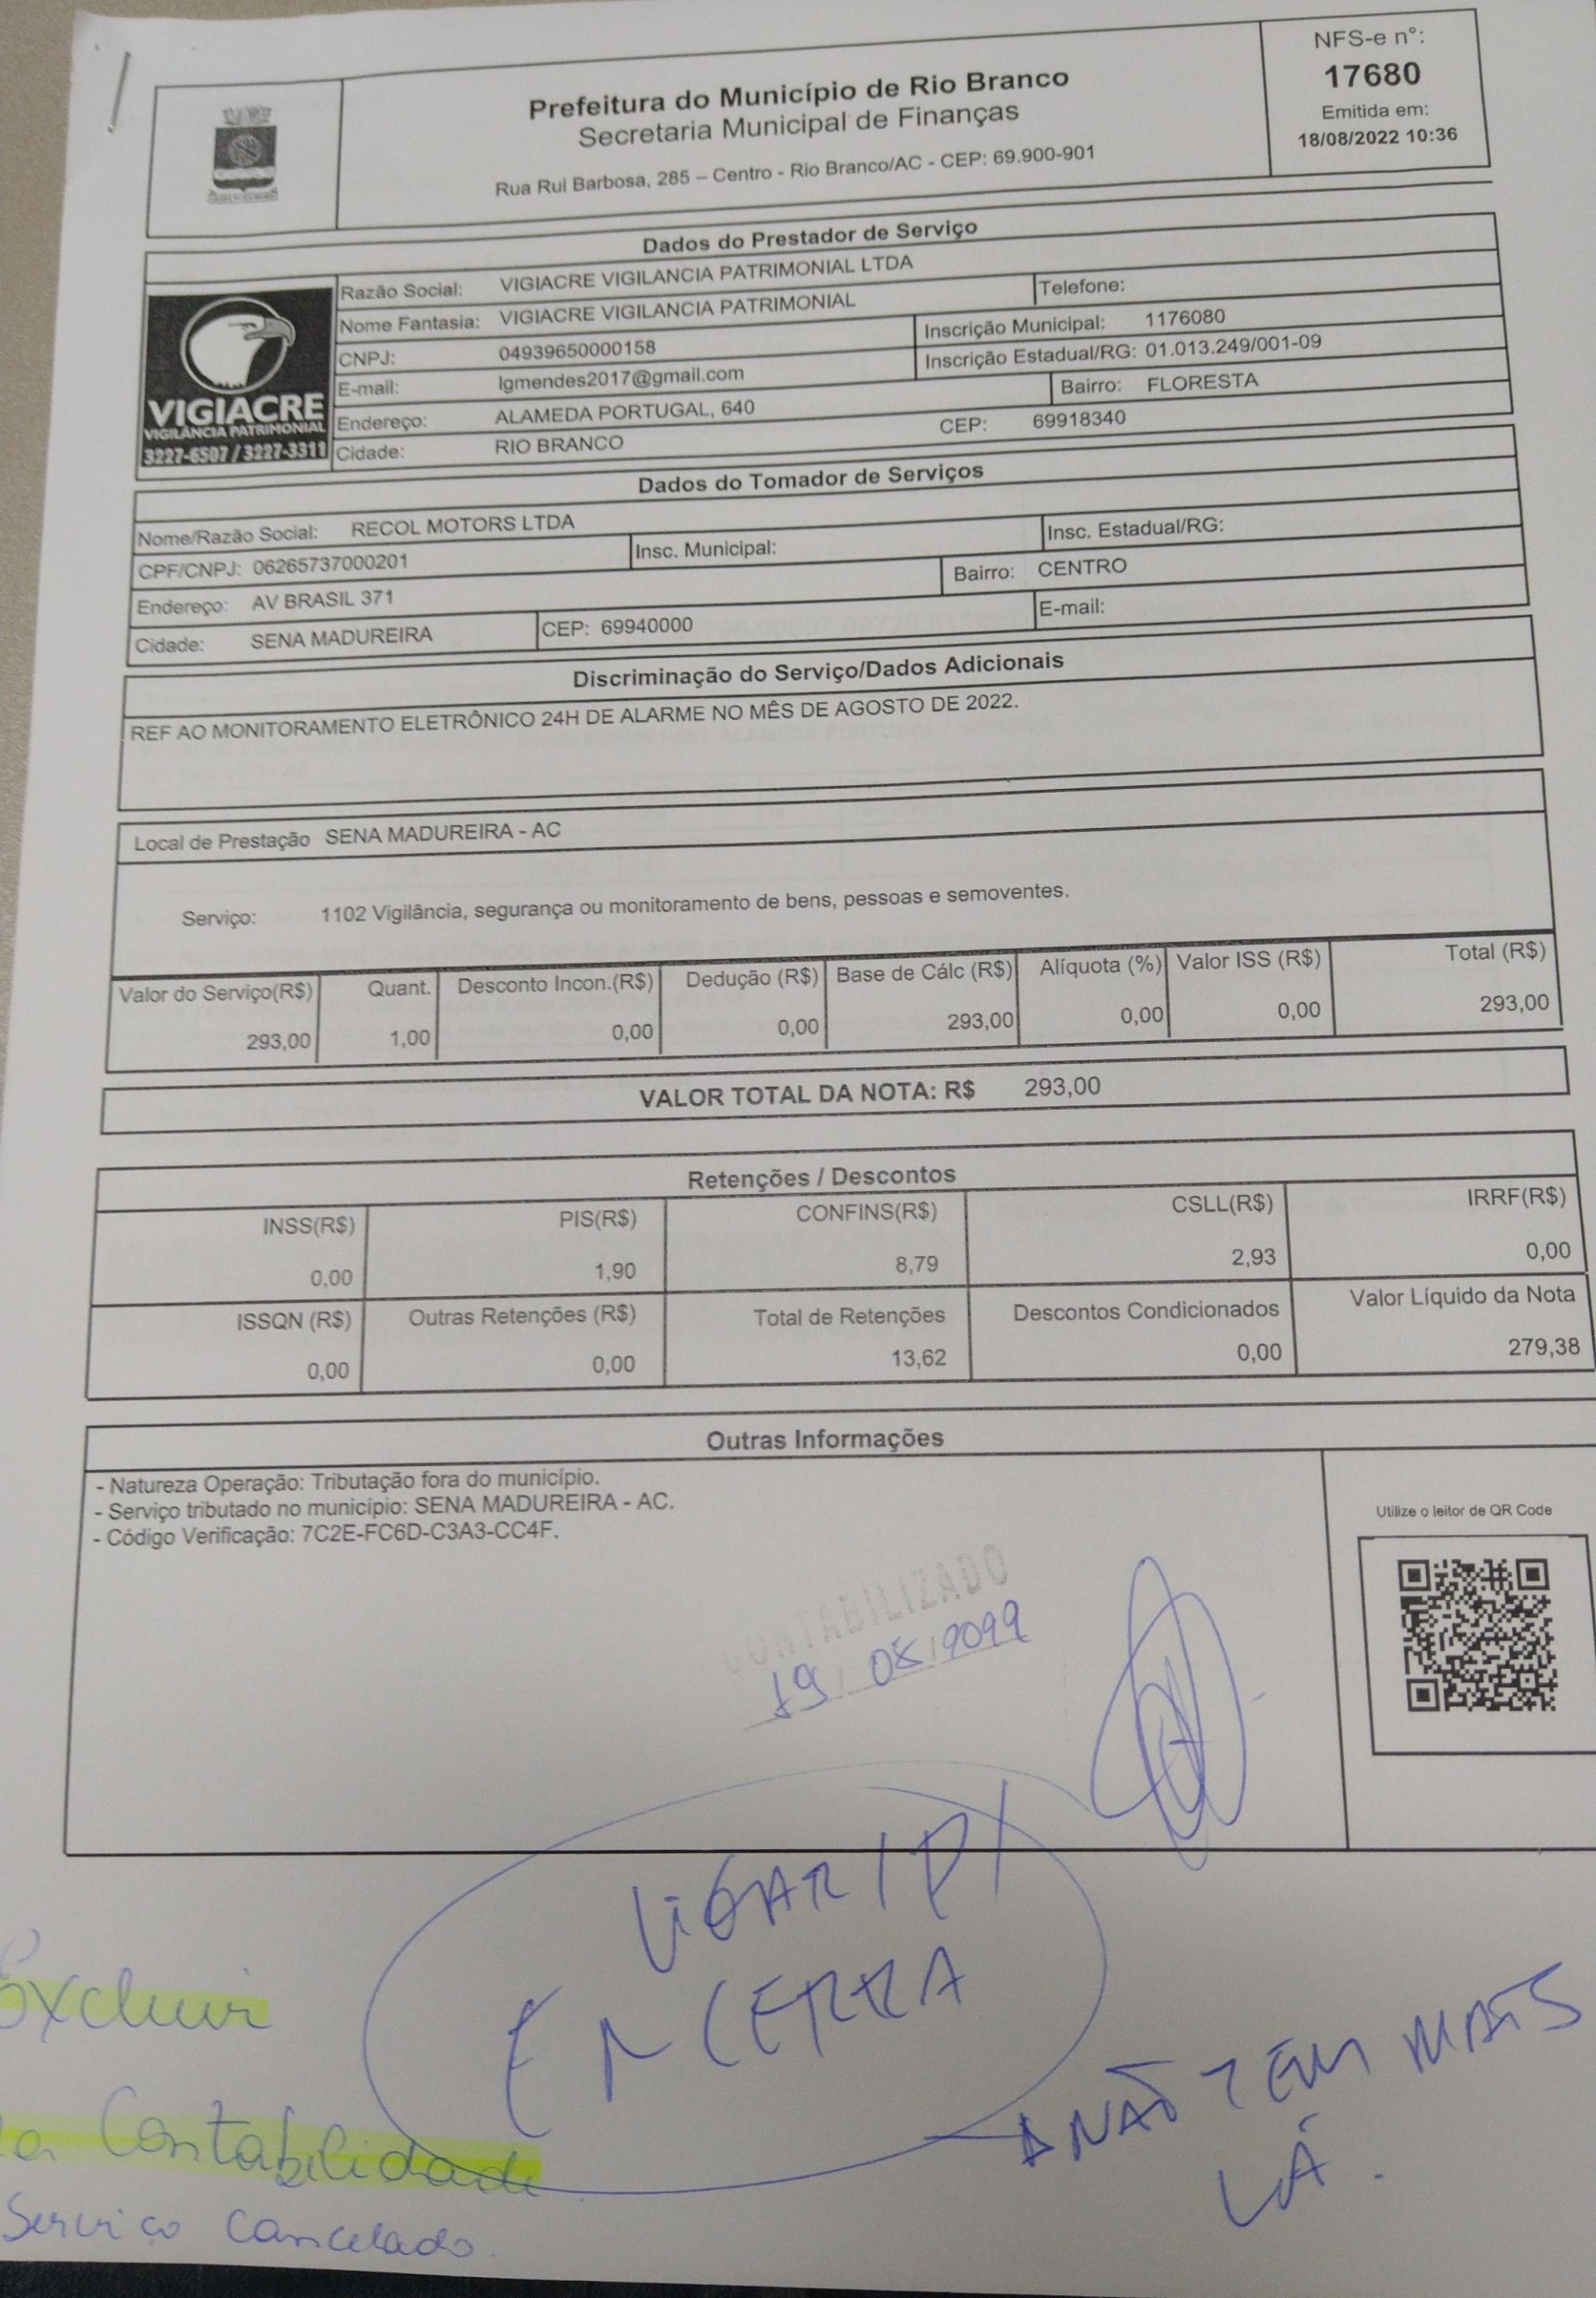 NFS-e n°:
17680
Emitida em:
18/08/2022 10:36
Prefeitura do Município de Rio Branco
Secretaria Municipal de Finanças
Rua Rui Barbosa, 285 – Centro - Rio Branco/AC - CEP: 69.900-901
Dados do Prestador de Serviço
VIGIACRE
VIGILÂNCIA PATRIMONIAL
3227-6507 / 3227-3311
Razão Social: VIGIACRE VIGILANCIA PATRIMONIAL LTDA
Nome Fantasia: VIGIACRE VIGILANCIA PATRIMONIAL Telefone:
CNPJ: 04939650000158 Inscrição Municipal: 1176080
E-mail: lgmendes2017@gmail.com Inscrição Estadual/RG: 01.013.249/001-09
Endereço: ALAMEDA PORTUGAL, 640 Bairro: FLORESTA
Cidade: RIO BRANCO CEP: 69918340
Dados do Tomador de Serviços
Nome/Razão Social: RECOL MOTORS LTDA
CPF/CNPJ: 06265737000201 Insc. Municipal: Insc. Estadual/RG:
Endereço: AV BRASIL 371 Bairro: CENTRO
Cidade: SENA MADUREIRA CEP: 69940000 E-mail:
Discriminação do Serviço/Dados Adicionais
REF AO MONITORAMENTO ELETRÔNICO 24H DE ALARME NO MÊS DE AGOSTO DE 2022.
Local de Prestação SENA MADUREIRA - AC
Serviço: 1102 Vigilância, segurança ou monitoramento de bens, pessoas e semoventes.
Valor do Serviço(R$) Quant. Desconto Incon.(R$) Dedução (R$) Base de Cálc (R$) Alíquota (%) Valor ISS (R$) Total (R$)
293,00 1,00 0,00 0,00 293,00 0,00 0,00 293,00
VALOR TOTAL DA NOTA: R$ 293,00
Retenções / Descontos
INSS(R$) PIS(R$) CONFINS(R$) CSLL(R$) IRRF(R$)
0,00 1,90 8,79 2,93 0,00
ISSQN (R$) Outras Retenções (R$) Total de Retenções Descontos Condicionados Valor Líquido da Nota
0,00 0,00 13,62 0,00 279,38
Outras Informações
- Natureza Operação: Tributação fora do município.
- Serviço tributado no município: SENA MADUREIRA - AC.
- Código Verificação: 7C2E-FC6D-C3A3-CC4F.
Utilize o leitor de QR Code
CONTABILIZADO
19/08/2022
LIGAR P/
ENCERRA
NÃO TEM MAIS
LÁ.
Excluir
da Contabilidade
Serviço cancelado.